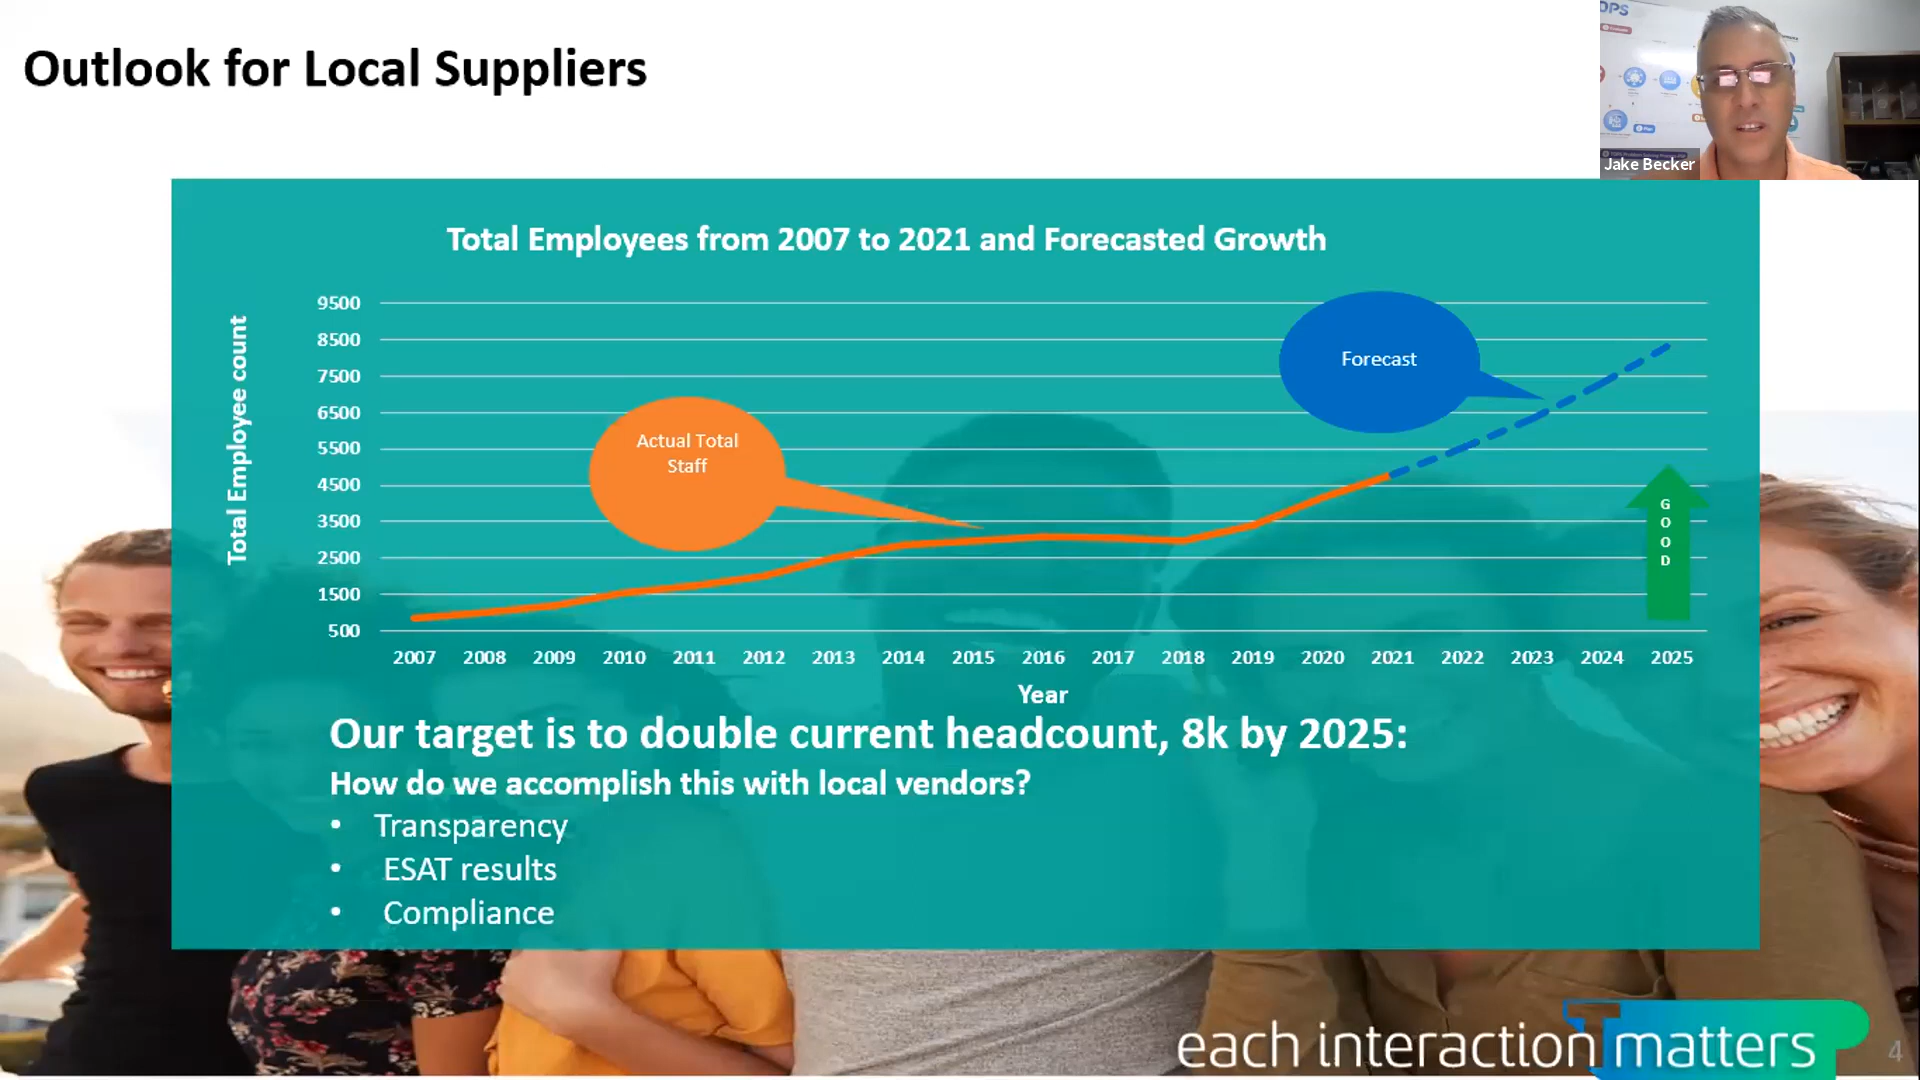 Outlook for Local Suppliers
OPS
Jake Becker
Total Employees from 2007 to 2021 and Forecasted Growth
Total Employee count
9500
8500
7500
6500
5500
4500
3500
2500
1500
500
Actual Total
Staff
Forecast
G
O
O
D
2007 2008 2009 2010 2011 2012 2013 2014 2015 2016 2017 2018 2019 2020 2021 2022 2023 2024 2025
Year
Our target is to double current headcount, 8k by 2025:
How do we accomplish this with local vendors?
• Transparency
• ESAT results
• Compliance
each interaction matters
4